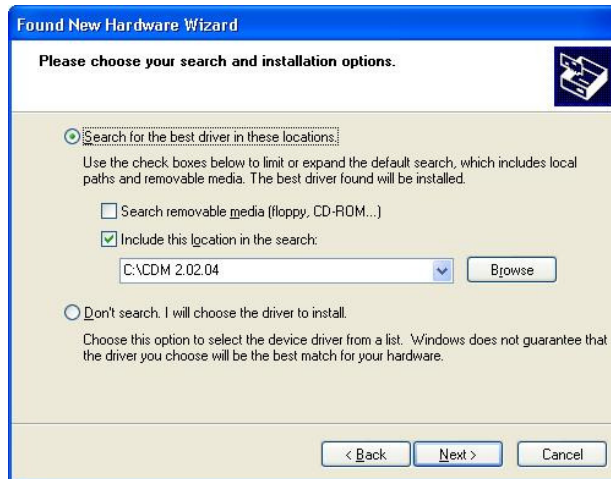 Found New Hardware Wizard
Please choose your search and installation options.
Search for the best driver in these locations.
Use the check boxes below to limit or expand the default search, which includes local
paths and removable media. The best driver found will be installed.
Search removable media (floppy, CD-ROM...)
Include this location in the search:
C:\CDM 2.02.04
Browse
Don't search. I will choose the driver to install.
Choose this option to select the device driver from a list. Windows does not guarantee that
the driver you choose will be the best match for your hardware.
< Back
Next >
Cancel